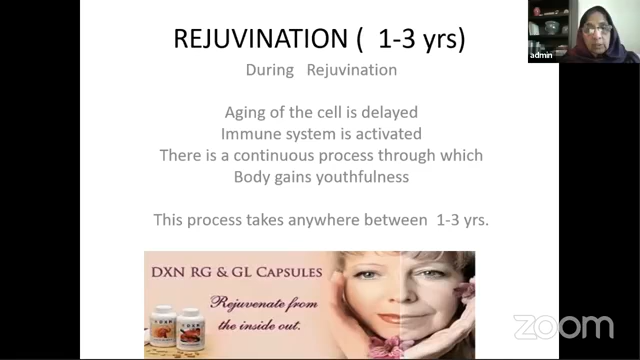 REJUVINATION (  1-3 yrs)
During   Rejuvination
Aging of the cell is delayed
Immune system is activated
There is a continuous process through which
Body gains youthfulness
This process takes anywhere between  1-3 yrs.
DXN RG & GL CAPSULES
Rejuvenate from
the inside out.
admin
zoom